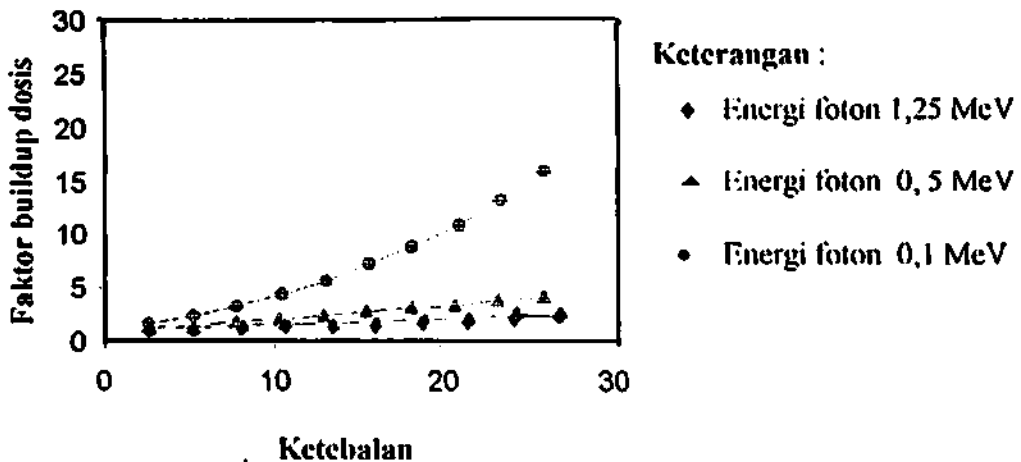 30
25
20
15
10
5
0
Faktor buildup dosis
0 10 20 30
Ketebalan
Keterangan :
Energi foton 1,25 MeV
Energi foton 0, 5 MeV
Energi foton 0,1 MeV